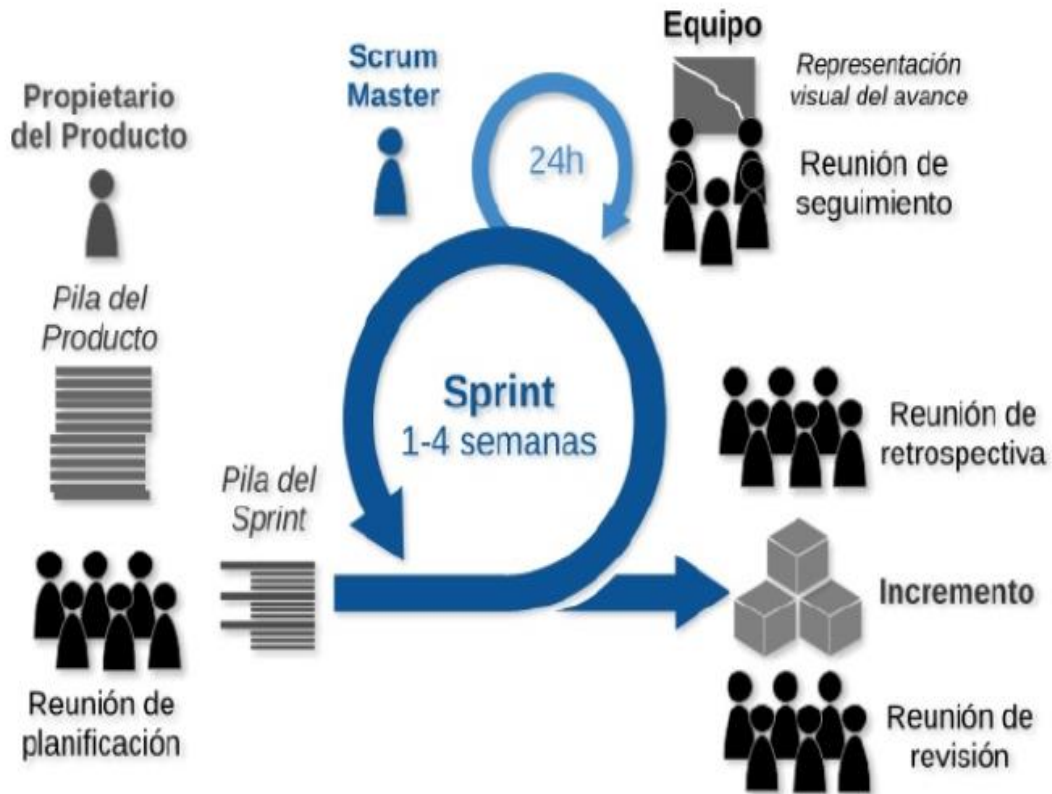 Propietario
del Producto
Pila del
Producto
Reunión de
planificación
Pila del
Sprint
Scrum
Master
24h
Sprint
1-4 semanas
Equipo
Representación
visual del avance
Reunión de
seguimiento
Reunión de
retrospectiva
Incremento
Reunión de
revisión